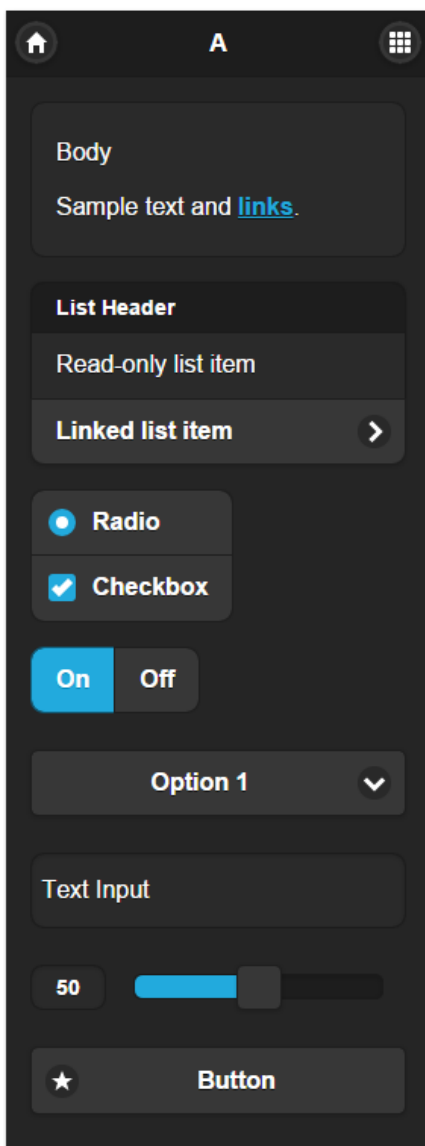 A
Body
Sample text and links.
List Header
Read-only list item
Linked list item
Radio
Checkbox
On Off
Option 1
Text Input
50
Button